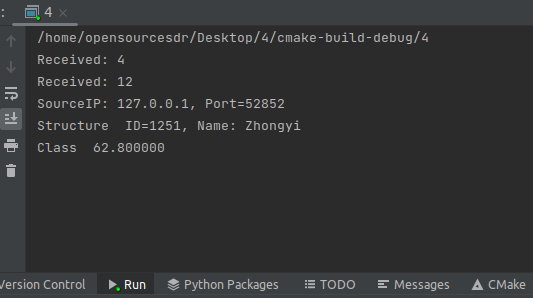 : 4 ×
/home/opensourcesdr/Desktop/4/cmake-build-debug/4
Received: 4
Received: 12
SourceIP: 127.0.0.1, Port=52852
Structure  ID=1251, Name: Zhongyi
Class  62.800000
Version Control Run Python Packages TODO Messages CMake